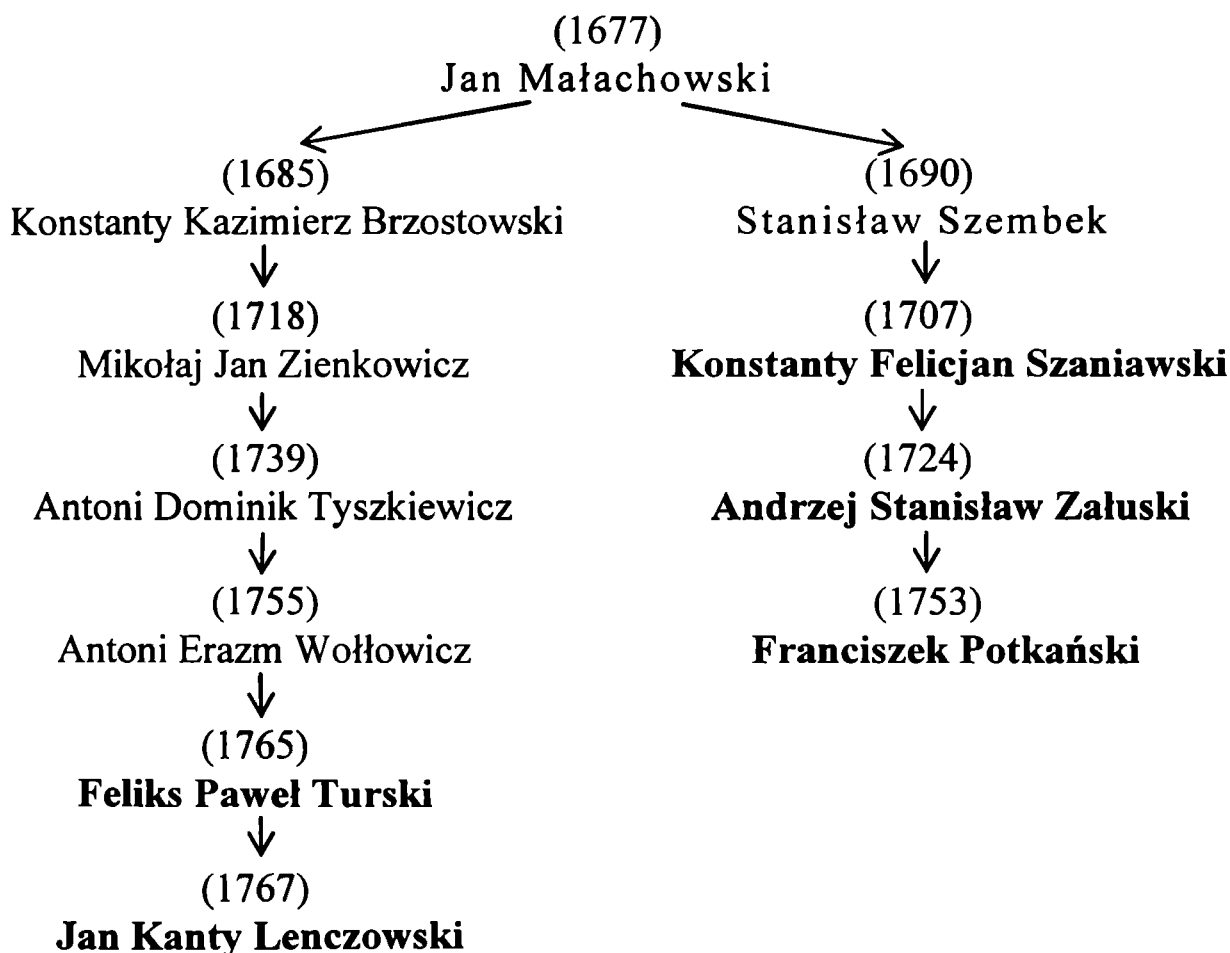 (1677)
Jan Małachowski
(1685)
Konstanty Kazimierz Brzostowski
(1718)
Mikołaj Jan Zienkowicz
(1739)
Antoni Dominik Tyszkiewicz
(1755)
Antoni Erazm Wołłowicz
(1765)
Feliks Paweł Turski
(1767)
Jan Kanty Lenczowski
(1690)
Stanisław Szembek
(1707)
Konstanty Felicjan Szaniawski
(1724)
Andrzej Stanisław Załuski
(1753)
Franciszek Potkański